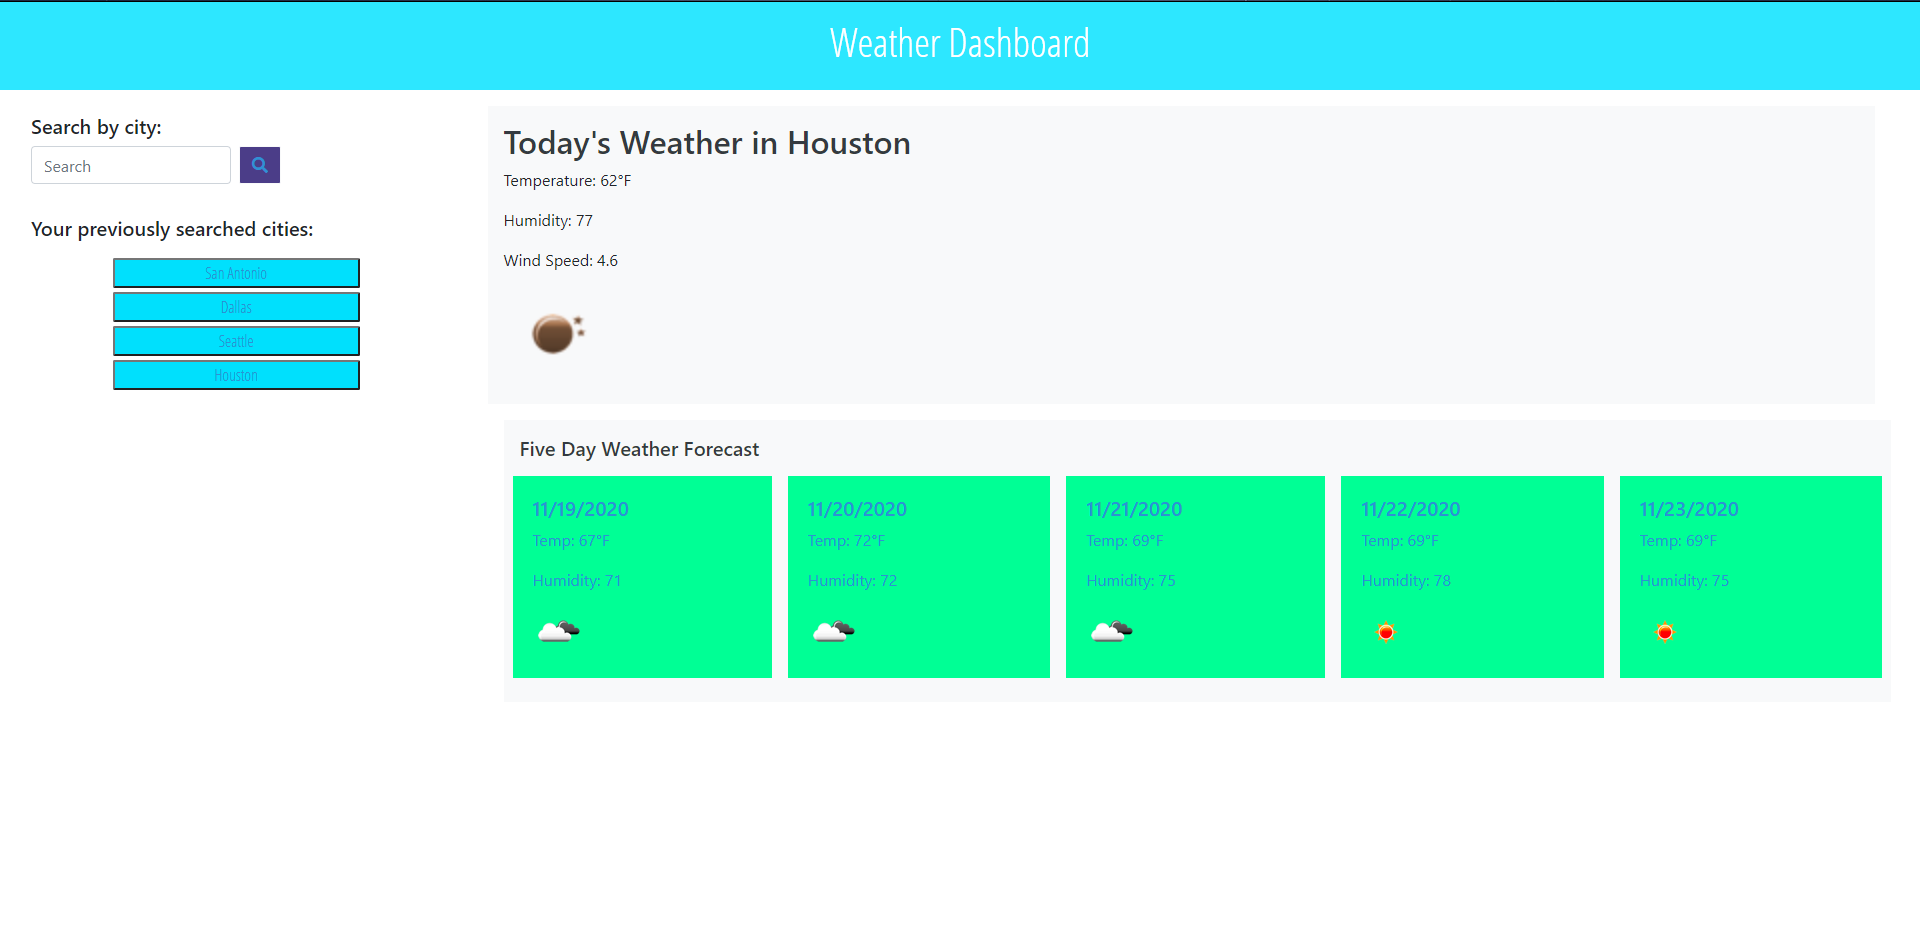 Weather Dashboard
Search by city:
Search
Your previously searched cities:
San Antonio
Dallas
Seattle
Houston
Today's Weather in Houston
Temperature: 62°F
Humidity: 77
Wind Speed: 4.6
Five Day Weather Forecast
11/19/2020
Temp: 67°F
Humidity: 71
11/20/2020
Temp: 72°F
Humidity: 72
11/21/2020
Temp: 69°F
Humidity: 75
11/22/2020
Temp: 69°F
Humidity: 78
11/23/2020
Temp: 69°F
Humidity: 75